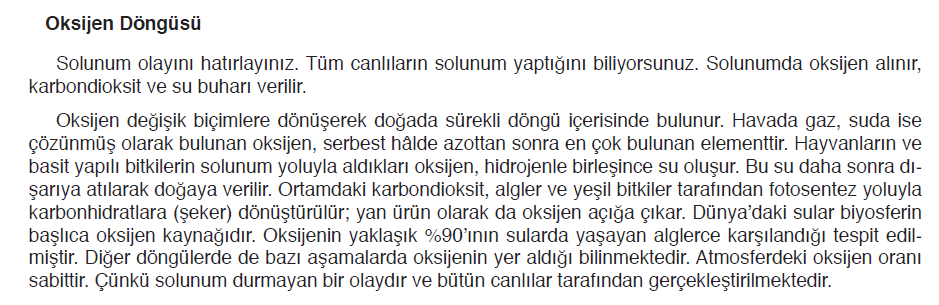 Oksijen Döngüsü
Solunum olayını hatırlayınız. Tüm canlıların solunum yaptığını biliyorsunuz. Solunumda oksijen alınır,
karbondioksit ve su buharı verilir.
Oksijen değişik biçimlere dönüşerek doğada sürekli döngü içerisinde bulunur. Havada gaz, suda ise
çözünmüş olarak bulunan oksijen, serbest hâlde azottan sonra en çok bulunan elementtir. Hayvanların ve
basit yapılı bitkilerin solunum yoluyla aldıkları oksijen, hidrojenle birleşince su oluşur. Bu su daha sonra dı-
şarıya atılarak doğaya verilir. Ortamdaki karbondioksit, algler ve yeşil bitkiler tarafından fotosentez yoluyla
karbonhidratlara (şeker) dönüştürülür; yan ürün olarak da oksijen açığa çıkar. Dünya’daki sular biyosferin
başlıca oksijen kaynağıdır. Oksijenin yaklaşık %90’ının sularda yaşayan alglerce karşılandığı tespit edil-
miştir. Diğer döngülerde de bazı aşamalarda oksijenin yer aldığı bilinmektedir. Atmosferdeki oksijen oranı
sabittir. Çünkü solunum durmayan bir olaydır ve bütün canlılar tarafından gerçekleştirilmektedir.